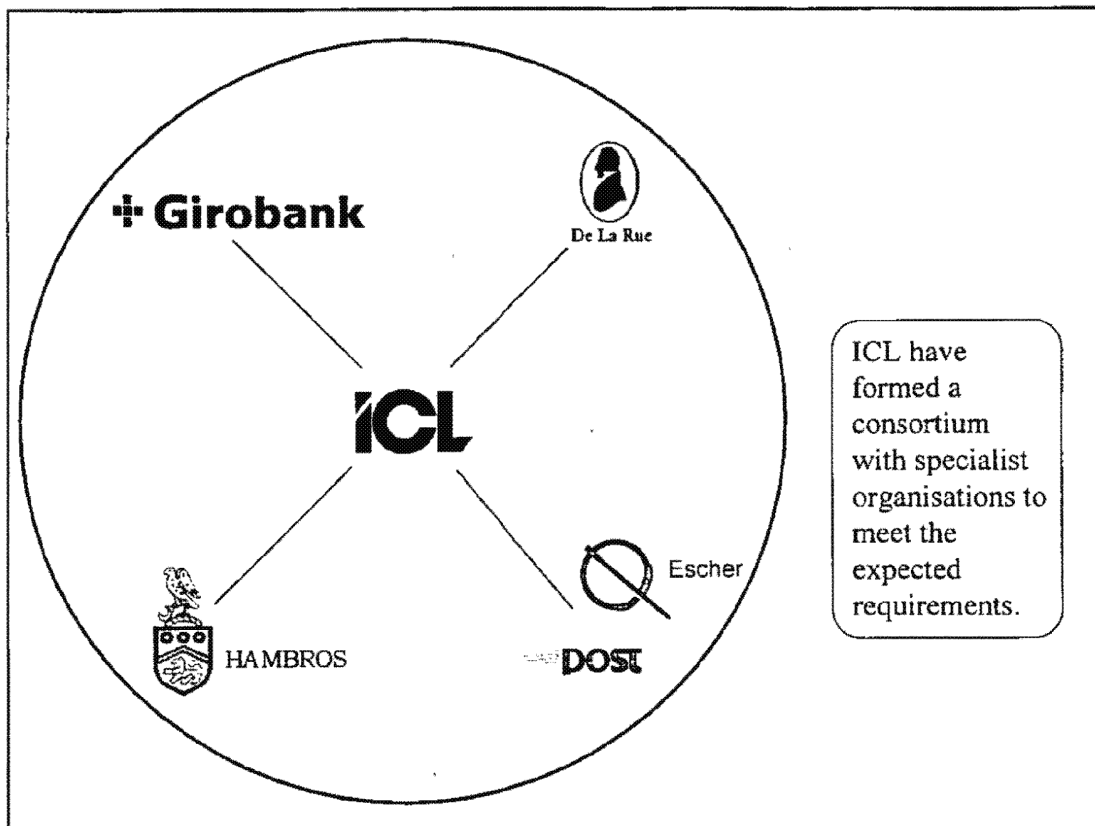 Girobank
De La Rue
ICL
Escher
POST
HAMBROS
ICL have
formed a
consortium
with specialist
organisations to
meet the
expected
requirements.